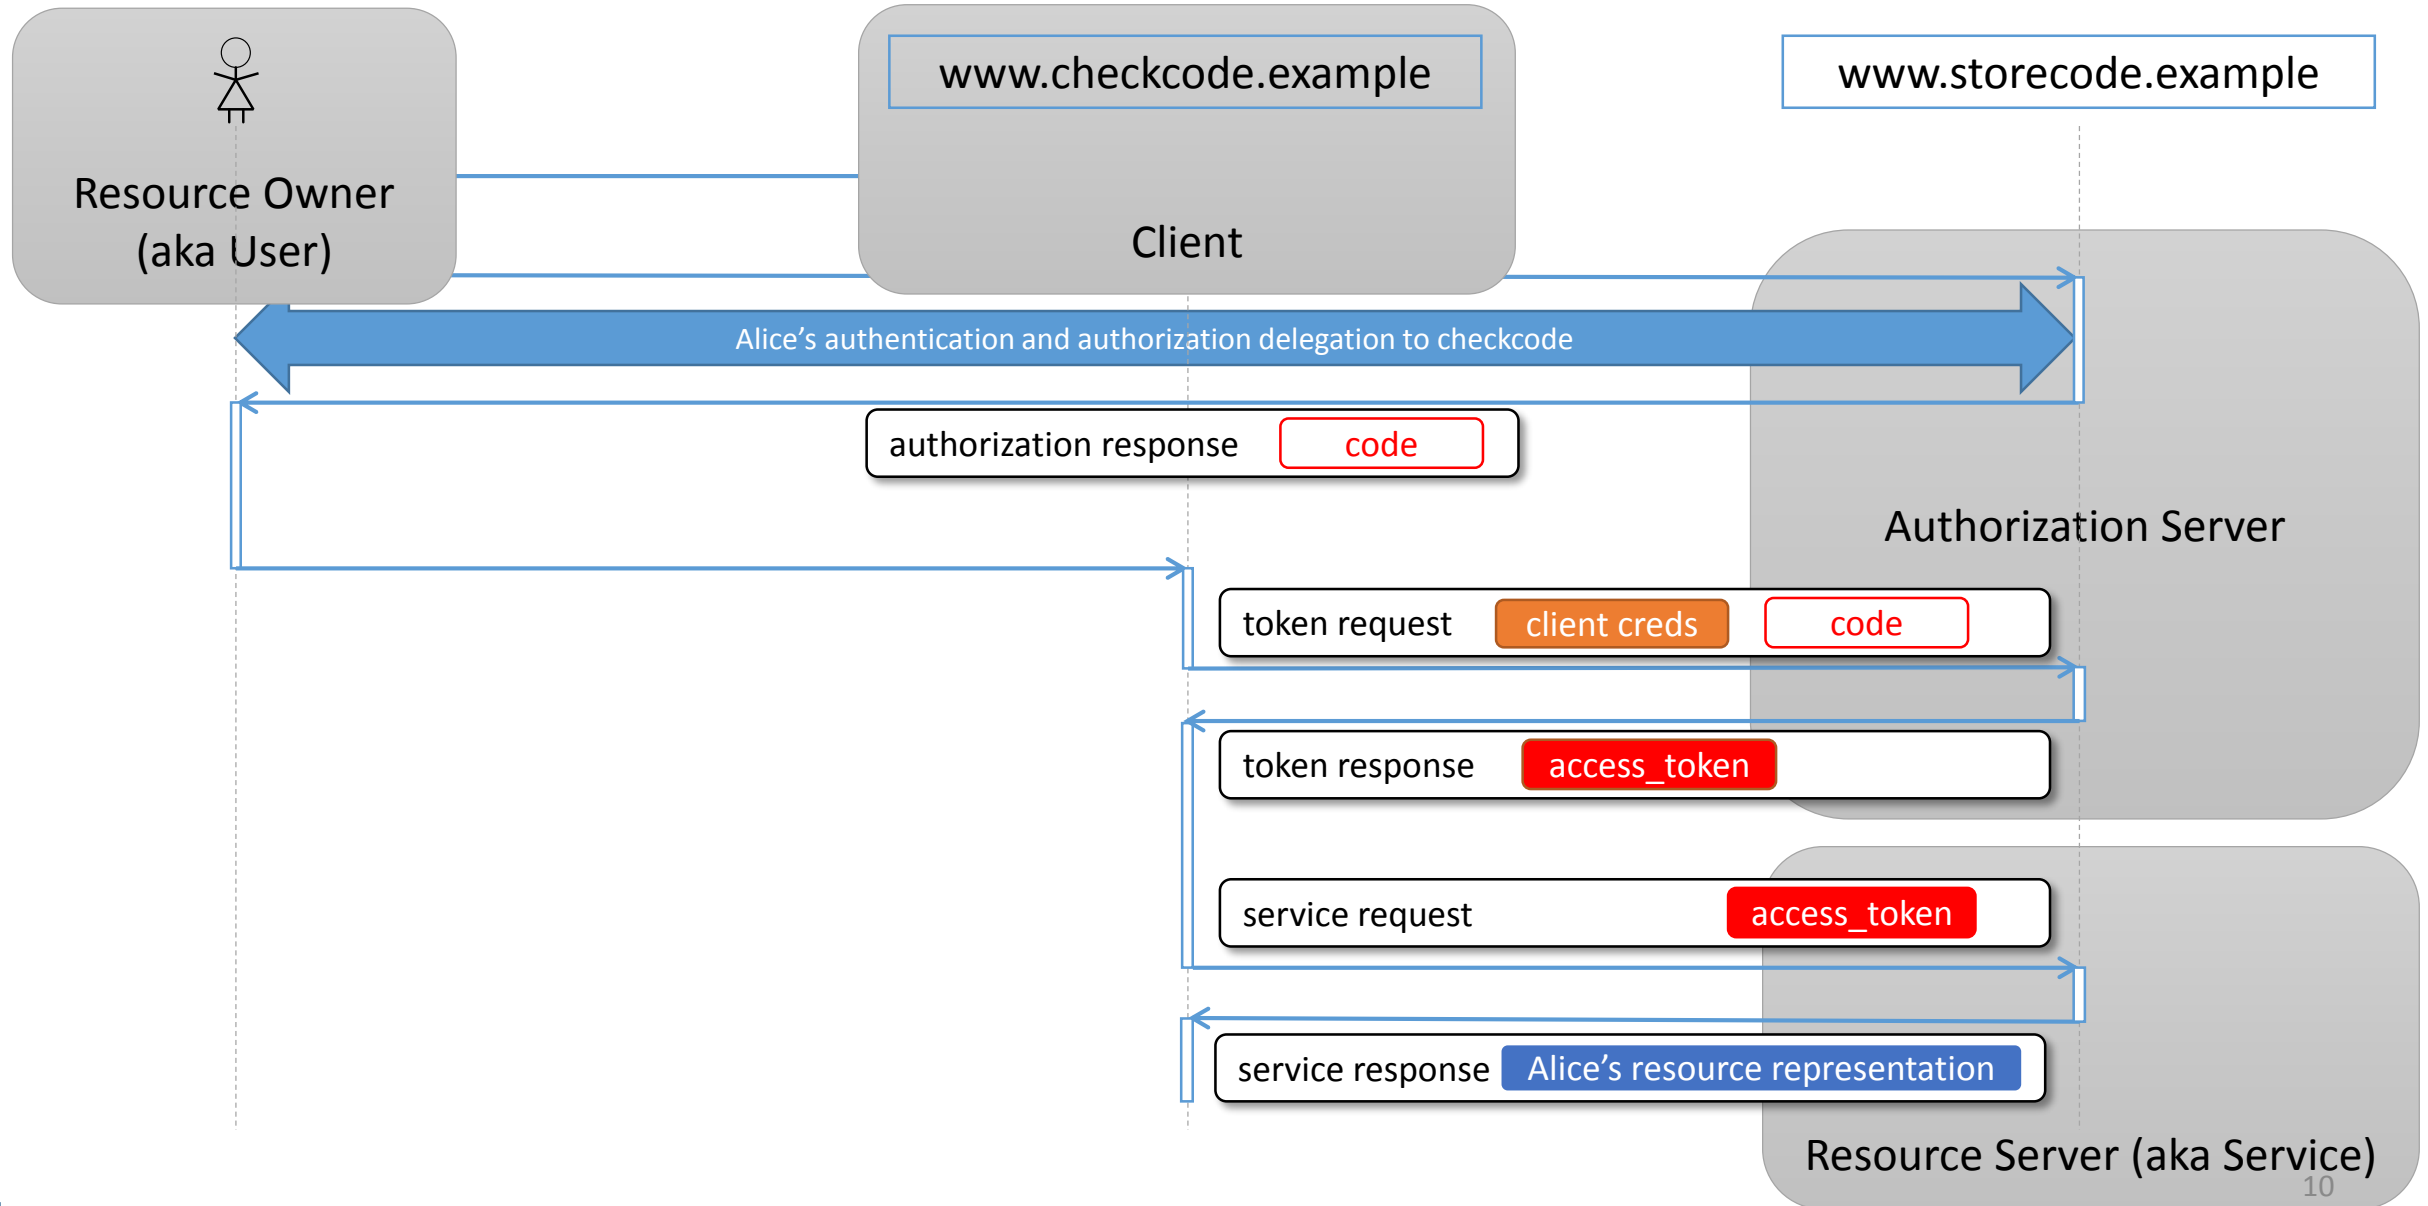 www.checkcode.example
www.storecode.example
Resource Owner
(aka User)
Client
Alice’s authentication and authorization delegation to checkcode
authorization response code
Authorization Server
token request client creds code
token response access_token
service request access_token
service response Alice’s resource representation
Resource Server (aka Service)
10